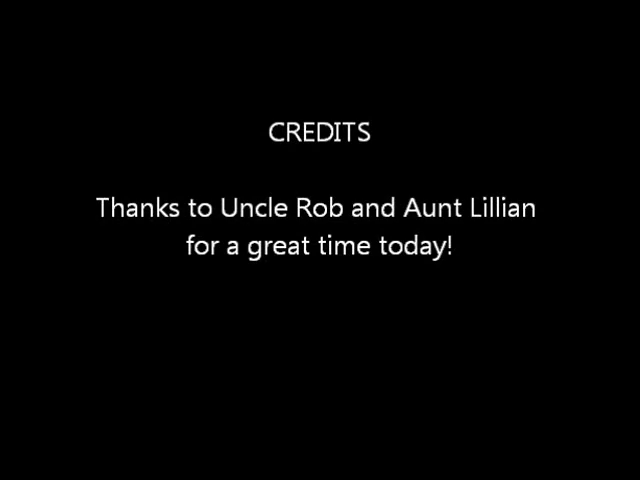 CREDITS
Thanks to Uncle Rob and Aunt Lillian
for a great time today!